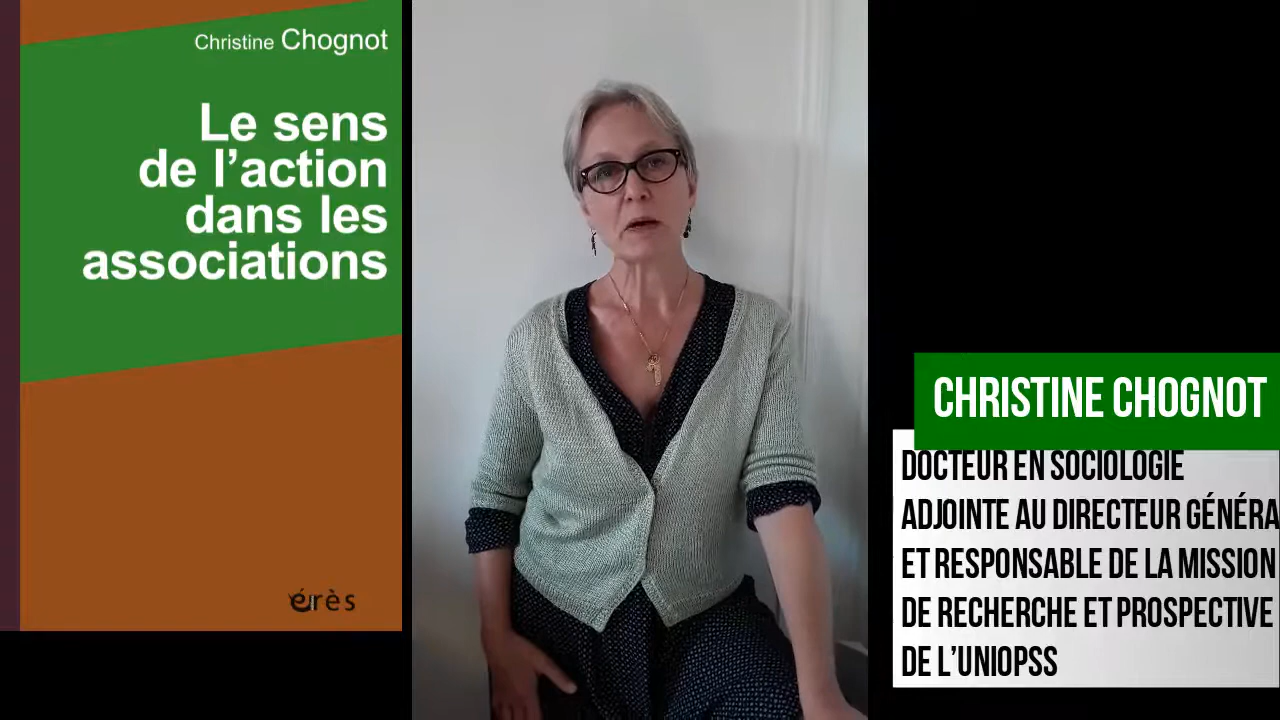 Christine Chognot
Le sens
de l'action
dans les
associations
érès
CHRISTINE CHOGNOT
DOCTEUR EN SOCIOLOGIE
ADJOINTE AU DIRECTEUR GÉNÉRA
ET RESPONSABLE DE LA MISSION
DE RECHERCHE ET PROSPECTIVE
DE L'UNIOPSS